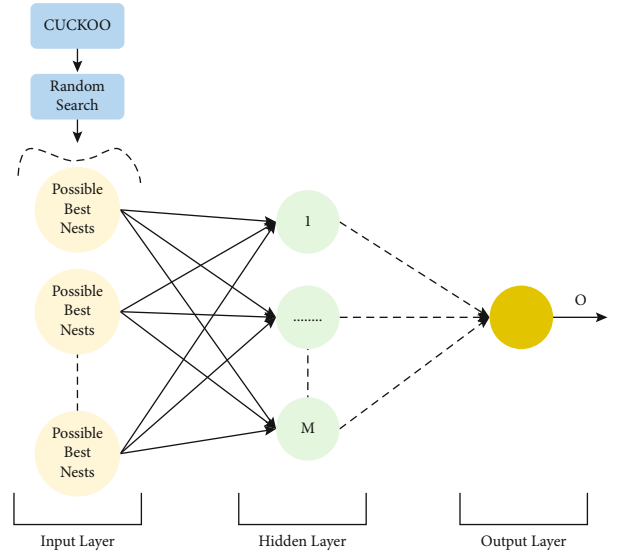 CUCKOO
Random
Search
Possible
Best
Nests
Possible
Best
Nests
Possible
Best
Nests
1
........
M
O
Input Layer
Hidden Layer
Output Layer